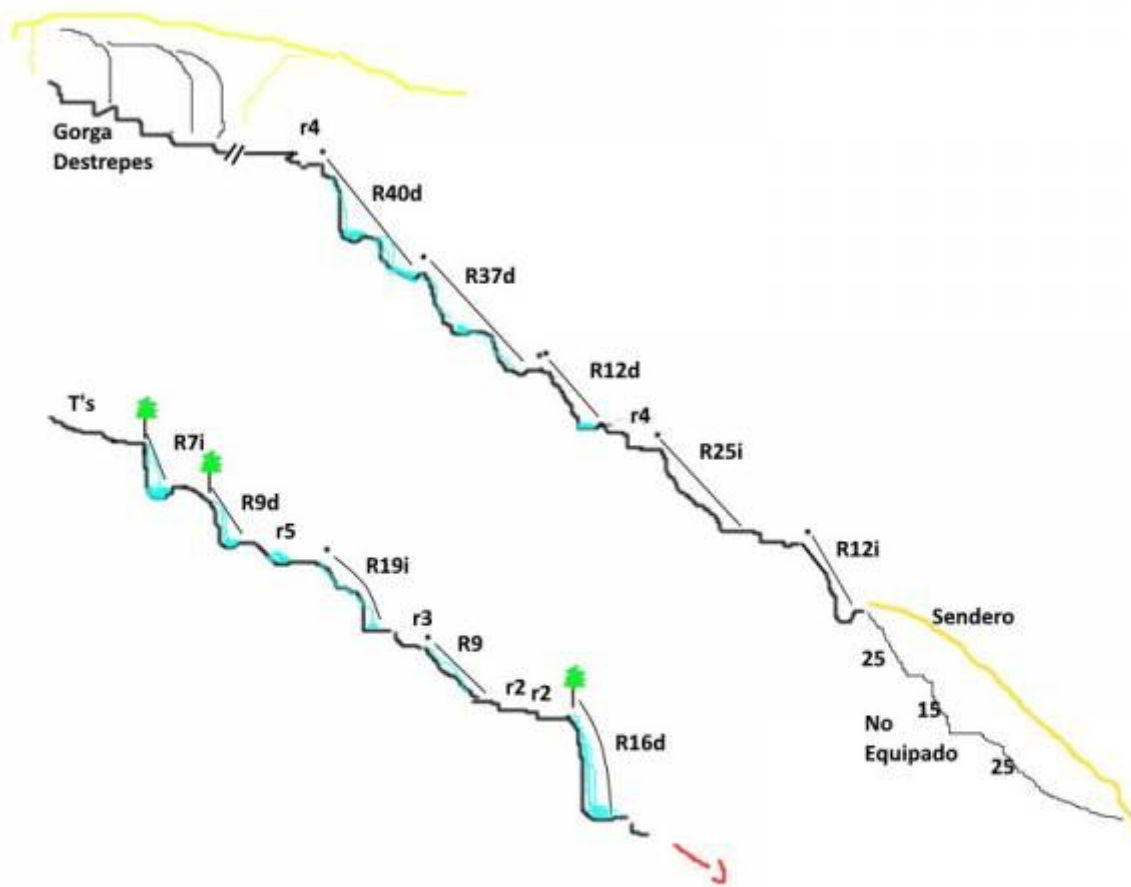 Gorga
Destrepes
r4
R40d
R37d
R12d
r4
R25i
R12i
Sendero
25
15
No
Equipado
25
T's
R7i
R9d
r5
R19i
r3
R9
r2 r2
R16d